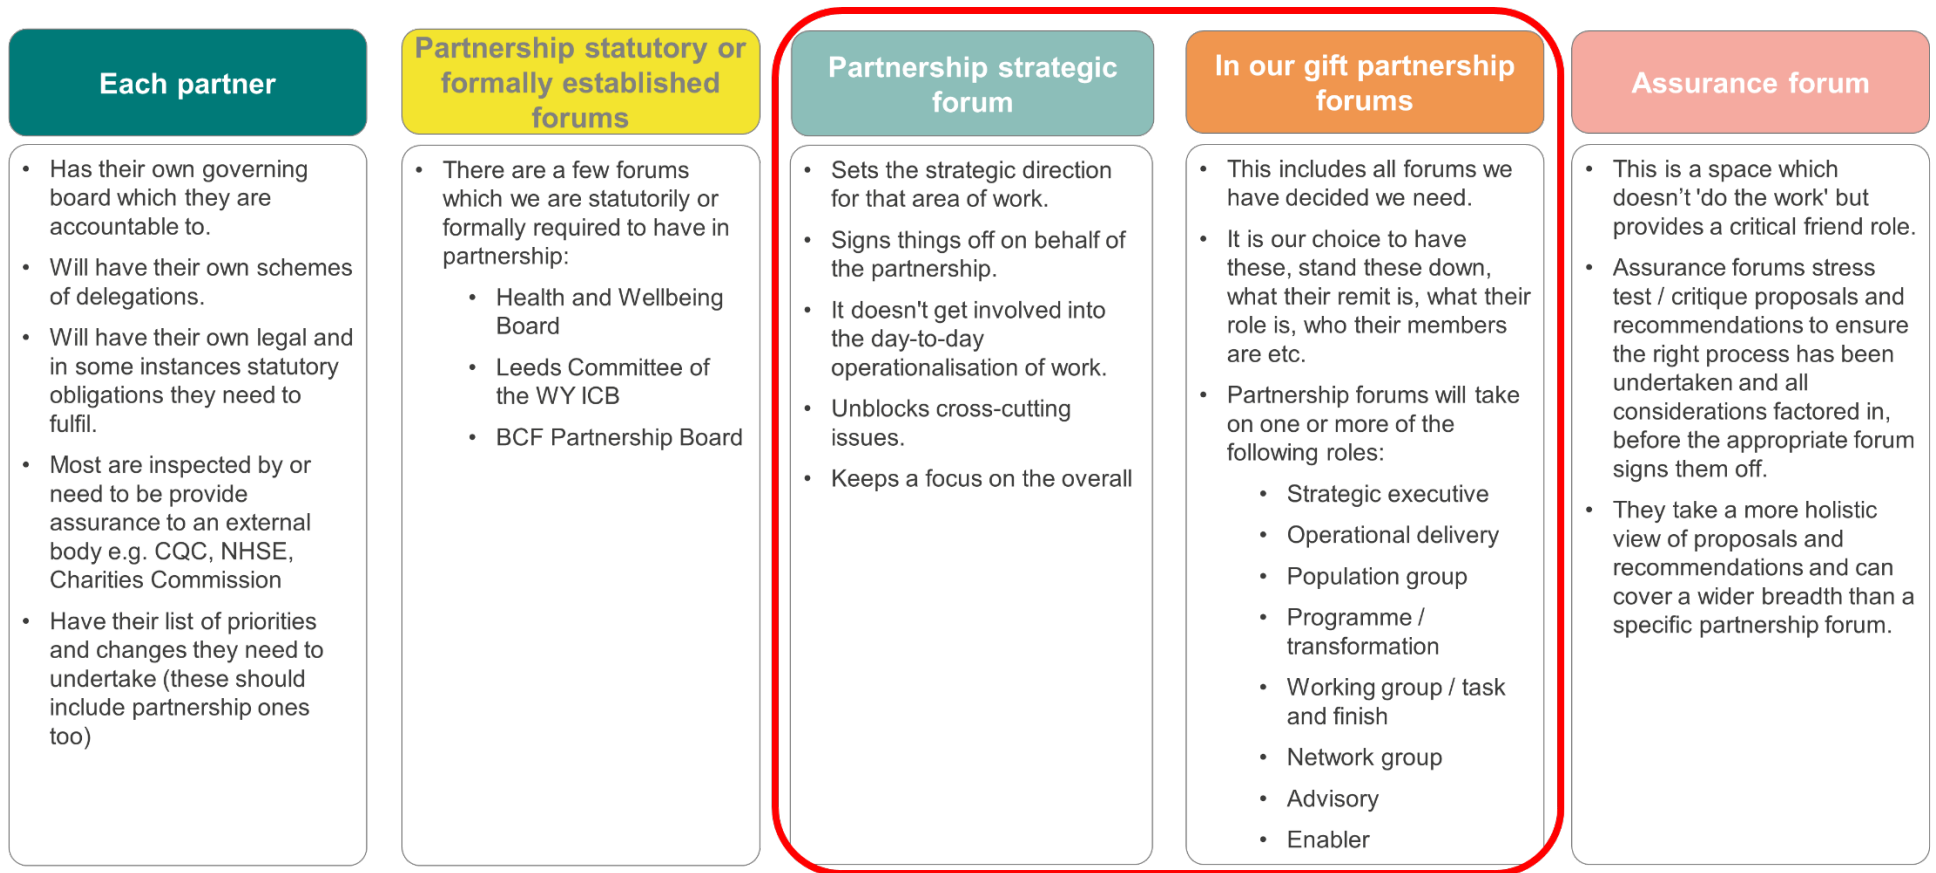 Each partner
• Has their own governing
board which they are
accountable to.
• Will have their own schemes
of delegations.
• Will have their own legal and
in some instances statutory
obligations they need to
fulfil.
• Most are inspected by or
need to be provide
assurance to an external
body e.g. CQC, NHSE,
Charities Commission
• Have their list of priorities
and changes they need to
undertake (these should
include partnership ones
too)
Partnership statutory or
formally established
forums
• There are a few forums
which we are statutorily or
formally required to have in
partnership:
• Health and Wellbeing
Board
• Leeds Committee of
the WY ICB
• BCF Partnership Board
Partnership strategic
forum
• Sets the strategic direction
for that area of work.
• Signs things off on behalf of
the partnership.
• It doesn't get involved into
the day-to-day
operationalisation of work.
• Unblocks cross-cutting
issues.
• Keeps a focus on the overall
In our gift partnership
forums
• This includes all forums we
have decided we need.
• It is our choice to have
these, stand these down,
what their remit is, what their
role is, who their members
are etc.
• Partnership forums will take
on one or more of the
following roles:
• Strategic executive
• Operational delivery
• Population group
• Programme /
transformation
• Working group / task
and finish
• Network group
• Advisory
• Enabler
Assurance forum
• This is a space which
doesn’t 'do the work' but
provides a critical friend role.
• Assurance forums stress
test / critique proposals and
recommendations to ensure
the right process has been
undertaken and all
considerations factored in,
before the appropriate forum
signs them off.
• They take a more holistic
view of proposals and
recommendations and can
cover a wider breadth than a
specific partnership forum.